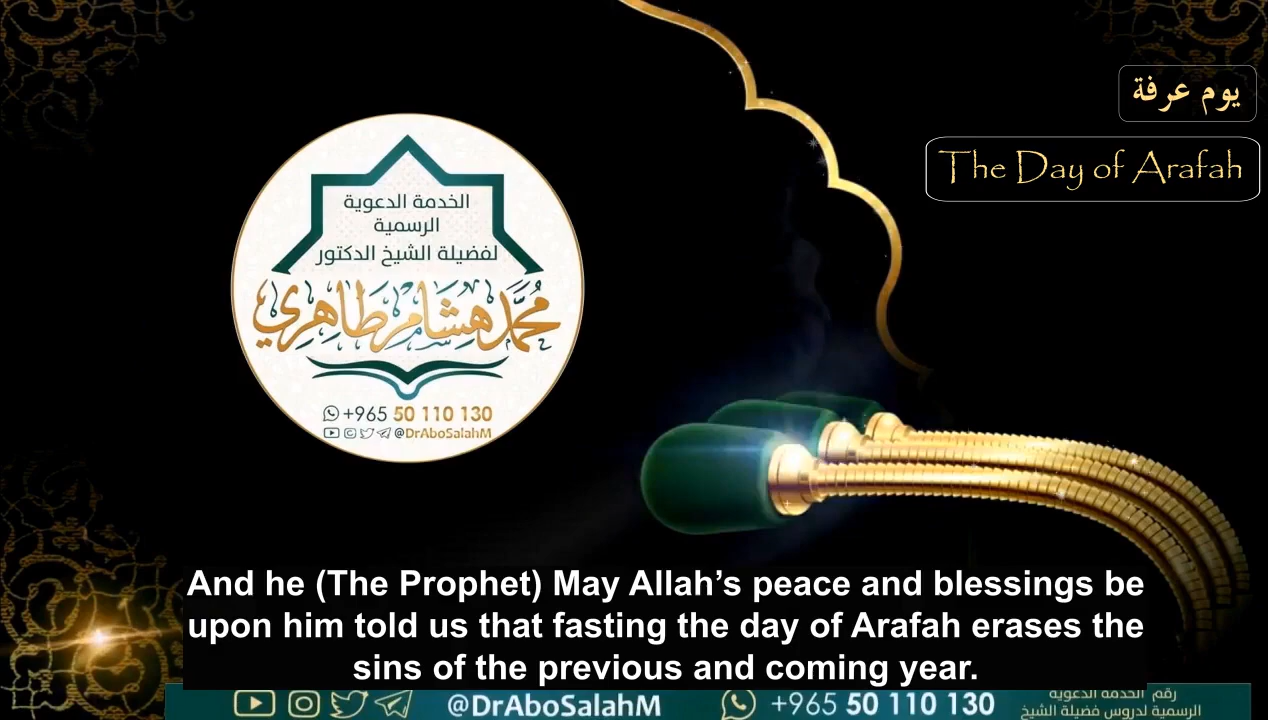 يوم عرفة
The Day of Arafah
الخدمة الدعوية
الرسمية
لفضيلة الشيخ الدكتور
محمد هشام طاهري
+965 50 110 130
@DrAboSalahM
And he (The Prophet) May Allah’s peace and blessings be
upon him told us that fasting the day of Arafah erases the
sins of the previous and coming year.
@DrAboSalahM +965 50 110 130
رقم الخدمة الدعوية
الرسمية لدروس فضيلة الشيخ